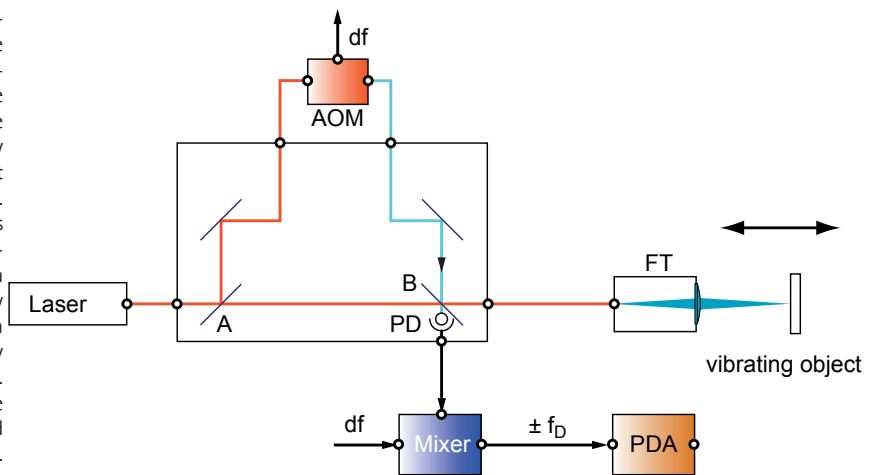 df
AOM
FT
B
Laser
A
PD
vibrating object
df
± f_D
Mixer
PDA